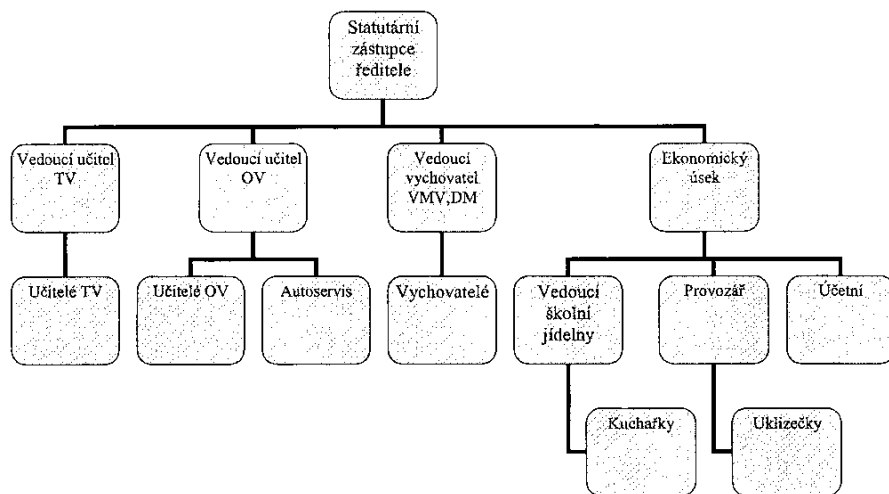 Statutární
zástupce
ředitele
Vedoucí učitel
TV
Vedoucí učitel
OV
Vedoucí
vychovatel
VMV,DM
Ekonomický
úsek
Učitelé TV
Učitelé OV
Autoservis
Vychovatelé
Vedoucí
školní
jídelny
Provozář
Účetní
Kuchařky
Uklizečky